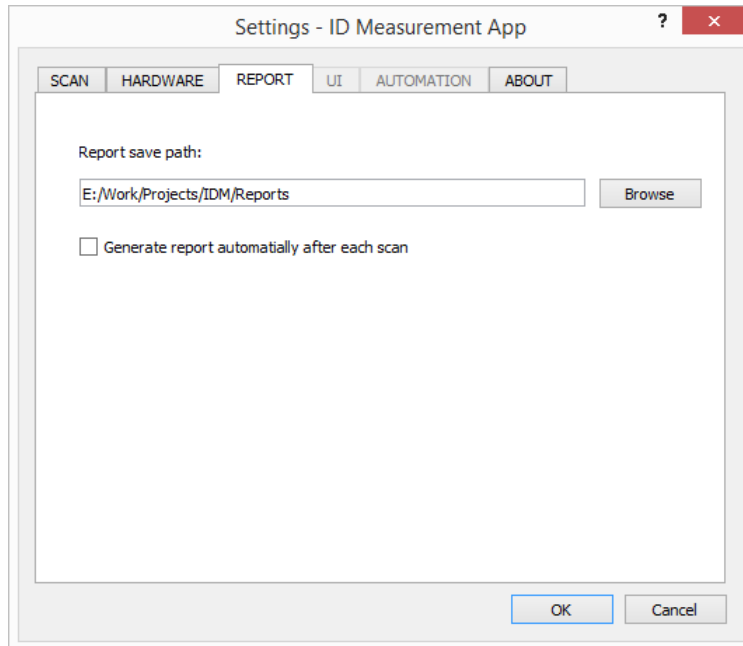 Settings - ID Measurement App
?
×
SCAN HARDWARE REPORT UI AUTOMATION ABOUT
Report save path:
E:/Work/Projects/IDM/Reports Browse
Generate report automatially after each scan
OK Cancel